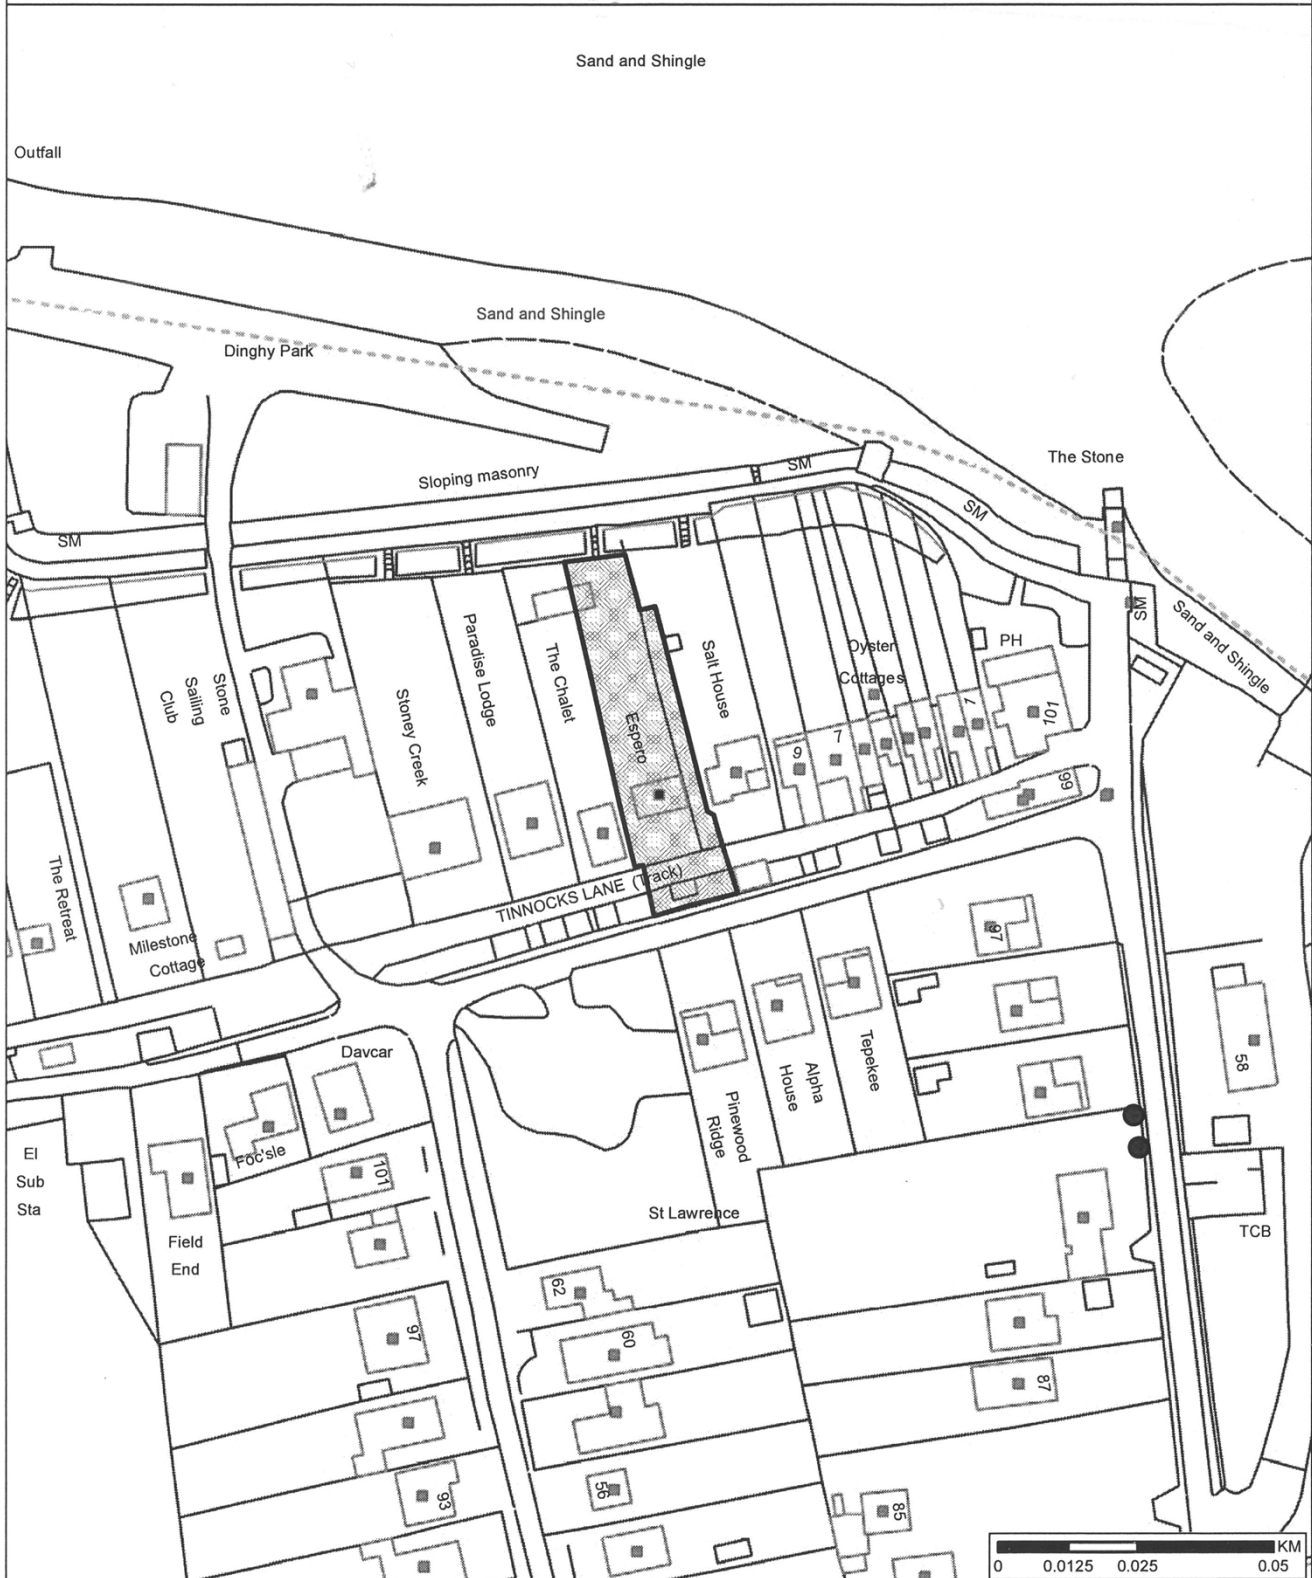 Sand and Shingle
Outfall
Sand and Shingle
Dinghy Park
The Stone
Sloping masonry
SM
SM
SM
SM
Sand and Shingle
Stone
Sailing
Club
Stoney Creek
Paradise Lodge
The Chalet
Espero
Salt House
Oyster
Cottages
PH
9
7
1
101
99
TINNOCKS LANE (Track)
The Retreat
Milestone
Cottage
97
Davcar
Pinewood
Ridge
Alpha
House
Tepekee
58
El
Sub
Sta
Foc'sle
101
Field
End
St Lawrence
TCB
62
60
97
87
93
56
85
KM
0 0.0125 0.025 0.05